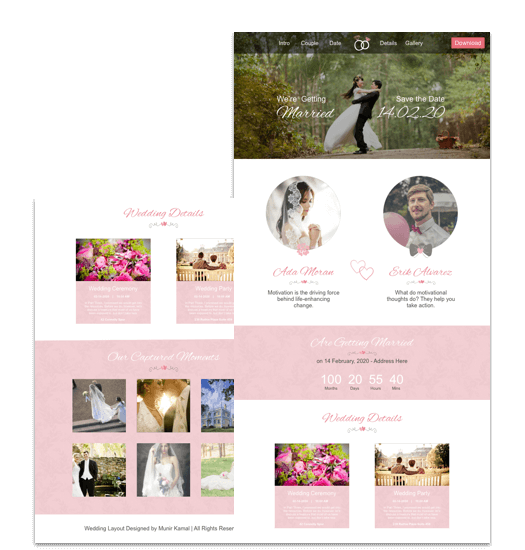 Intro Couple Date Details Gallery Download
We're Getting
Married
Save the Date
14.02.20
Ada Moran
Motivation is the driving force
behind life-enhancing
change.
Erik Alvarez
What do motivational
thoughts do? They help you
take action.
Are Getting Married
on 14 February, 2020 - Address Here
100 20 55 40
Months Days Hours Mins
Wedding Details
Wedding Ceremony
Wedding Party
Wedding Details
Wedding Ceremony
Wedding Party
Our Captured Moments
Wedding Layout Designed by Munir Kamal | All Rights Reser